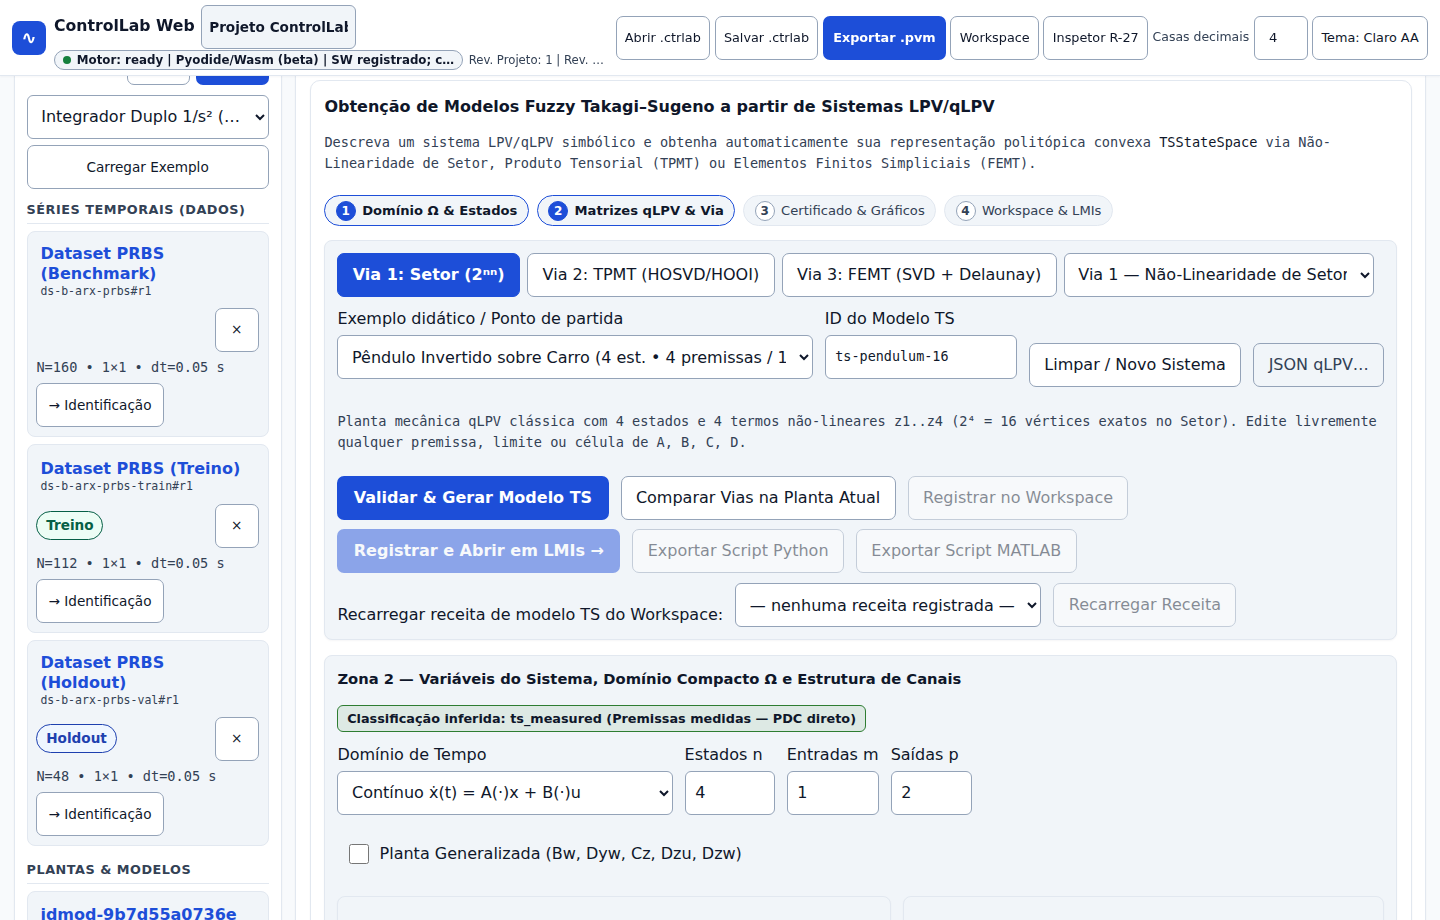 ∿
ControlLab Web
Projeto ControlLab
Motor: ready | Pyodide/Wasm (beta) | SW registrado; c...
Rev. Projeto: 1 | Rev. ...
Abrir .ctrlab
Salvar .ctrlab
Exportar .pvm
Workspace
Inspetor R-27
Casas decimais
4
Tema: Claro AA
Integrador Duplo 1/s² (...
Carregar Exemplo
SÉRIES TEMPORAIS (DADOS)
Dataset PRBS
(Benchmark)
ds-b-arx-prbs#r1
×
N=160 • 1×1 • dt=0.05 s
→ Identificação
Dataset PRBS (Treino)
ds-b-arx-prbs-train#r1
Treino
×
N=112 • 1×1 • dt=0.05 s
→ Identificação
Dataset PRBS
(Holdout)
ds-b-arx-prbs-val#r1
Holdout
×
N=48 • 1×1 • dt=0.05 s
→ Identificação
PLANTAS & MODELOS
idmod-9b7d55a0736e
Obtenção de Modelos Fuzzy Takagi–Sugeno a partir de Sistemas LPV/qLPV
Descreva um sistema LPV/qLPV simbólico e obtenha automaticamente sua representação politópica convexa TSStateSpace via Não-
Linearidade de Setor, Produto Tensorial (TPMT) ou Elementos Finitos Simpliciais (FEMT).
1 Domínio Ω & Estados
2 Matrizes qLPV & Via
3 Certificado & Gráficos
4 Workspace & LMIs
Via 1: Setor (2ⁿⁿ)
Via 2: TPMT (HOSVD/HOOI)
Via 3: FEMT (SVD + Delaunay)
Via 1 — Não-Linearidade de Setor
Exemplo didático / Ponto de partida
Pêndulo Invertido sobre Carro (4 est. • 4 premissas / 1
ID do Modelo TS
ts-pendulum-16
Limpar / Novo Sistema
JSON qLPV...
Planta mecânica qLPV clássica com 4 estados e 4 termos não-lineares z1..z4 (2⁴ = 16 vértices exatos no Setor). Edite livremente
qualquer premissa, limite ou célula de A, B, C, D.
Validar & Gerar Modelo TS
Comparar Vias na Planta Atual
Registrar no Workspace
Registrar e Abrir em LMIs →
Exportar Script Python
Exportar Script MATLAB
Recarregar receita de modelo TS do Workspace:
— nenhuma receita registrada —
Recarregar Receita
Zona 2 — Variáveis do Sistema, Domínio Compacto Ω e Estrutura de Canais
Classificação inferida: ts_measured (Premissas medidas — PDC direto)
Domínio de Tempo
Contínuo ẋ(t) = A(·)x + B(·)u
Estados n
4
Entradas m
1
Saídas p
2
Planta Generalizada (Bw, Dyw, Cz, Dzu, Dzw)